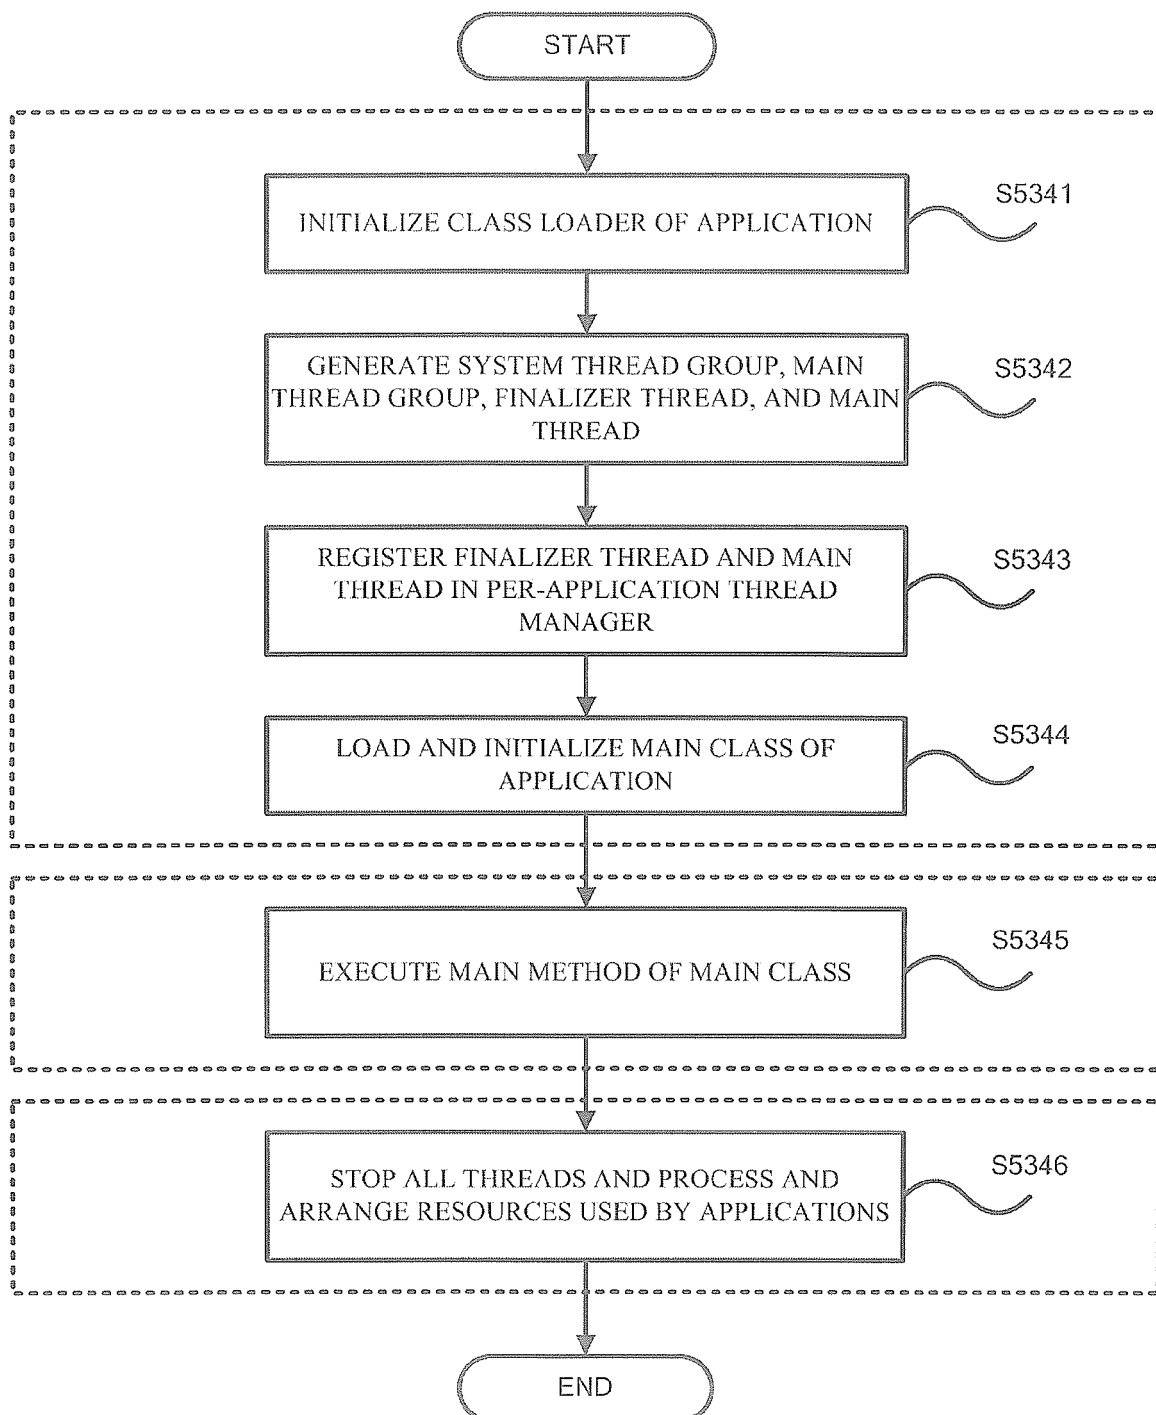 START
INITIALIZE CLASS LOADER OF APPLICATION
S5341
GENERATE SYSTEM THREAD GROUP, MAIN
THREAD GROUP, FINALIZER THREAD, AND MAIN
THREAD
S5342
REGISTER FINALIZER THREAD AND MAIN
THREAD IN PER-APPLICATION THREAD
MANAGER
S5343
LOAD AND INITIALIZE MAIN CLASS OF
APPLICATION
S5344
EXECUTE MAIN METHOD OF MAIN CLASS
S5345
STOP ALL THREADS AND PROCESS AND
ARRANGE RESOURCES USED BY APPLICATIONS
S5346
END